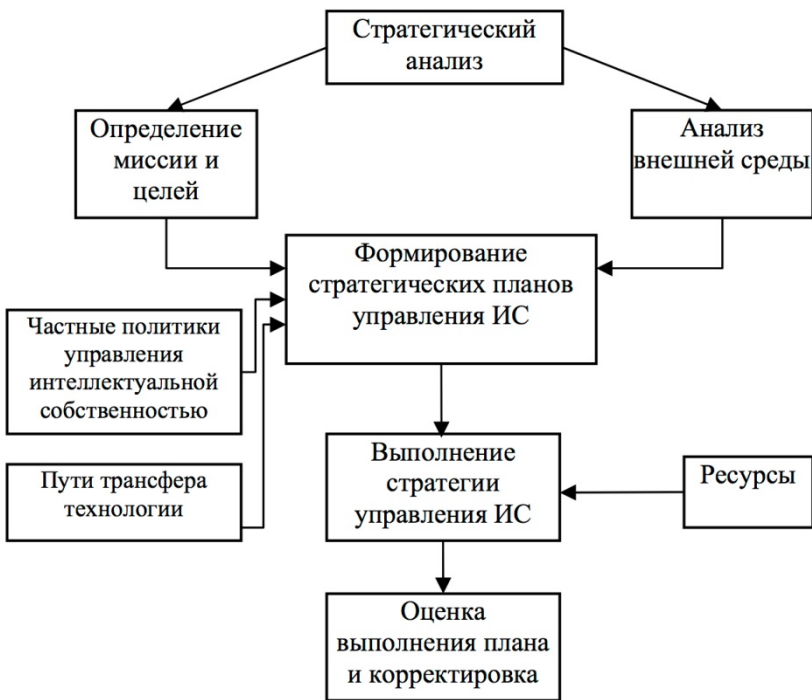 Стратегический
анализ
Определение
миссии и
целей
Анализ
внешней среды
Формирование
стратегических планов
управления ИС
Частные политики
управления
интеллектуальной
собственностью
Пути трансфера
технологии
Выполнение
стратегии
управления ИС
Ресурсы
Оценка
выполнения плана
и корректировка